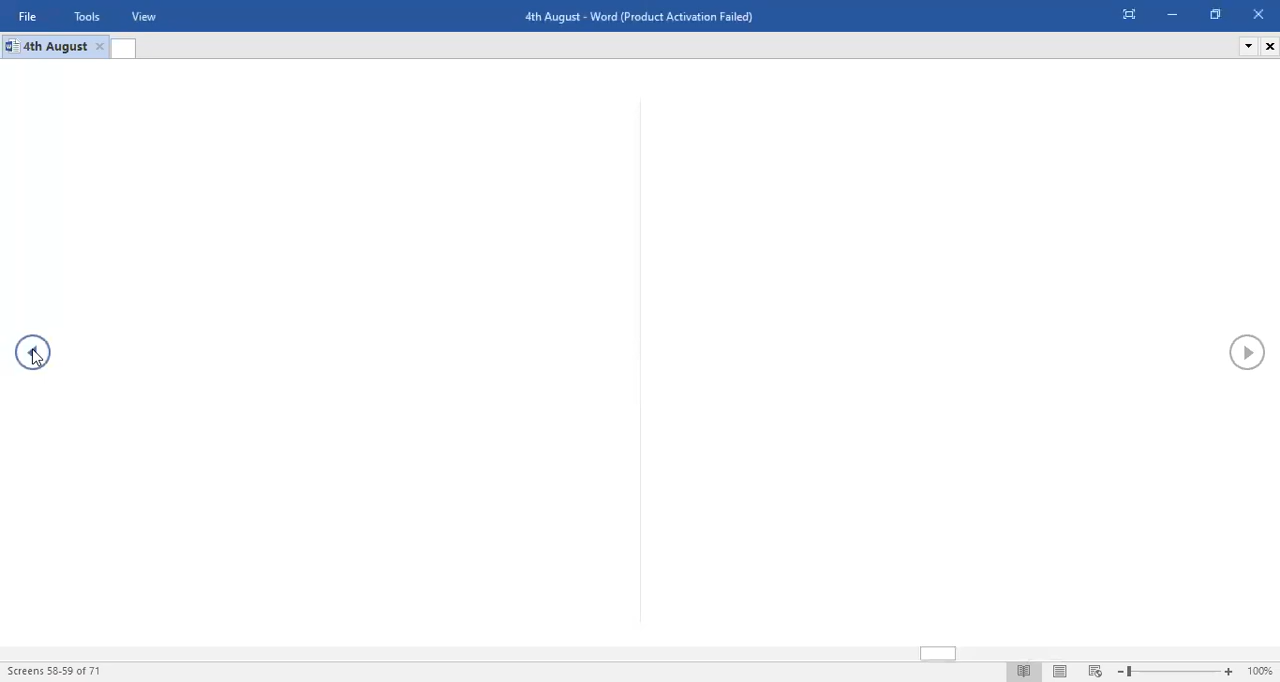 File Tools View 4th August - Word (Product Activation Failed)
4th August
Screens 58-59 of 71 100%